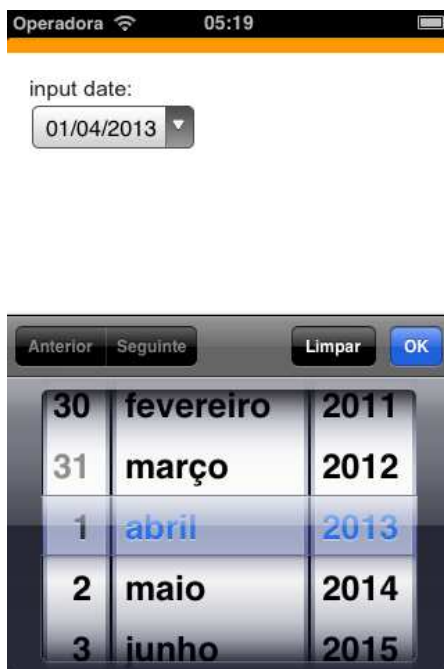 Operadora 05:19
input date:
01/04/2013
Anterior Seguinte Limpar OK
30 fevereiro 2011
31 março 2012
1 abril 2013
2 maio 2014
3 junho 2015